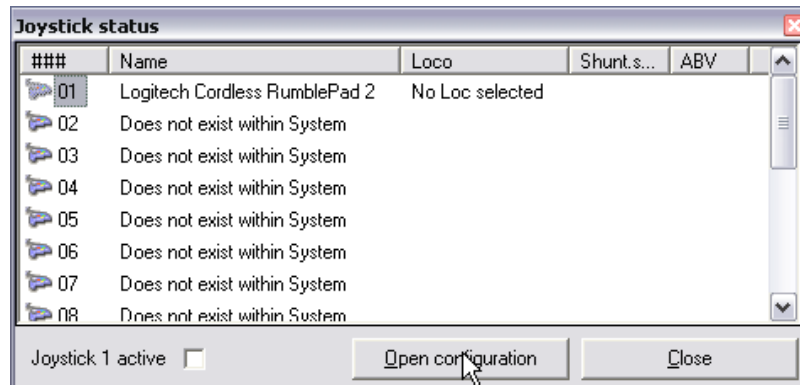 Joystick status
### Name Loco Shunt.s... ABV
01 Logitech Cordless RumblePad 2 No Loc selected
02 Does not exist within System
03 Does not exist within System
04 Does not exist within System
05 Does not exist within System
06 Does not exist within System
07 Does not exist within System
08 Does not exist within System
Joystick 1 active Open configuration Close